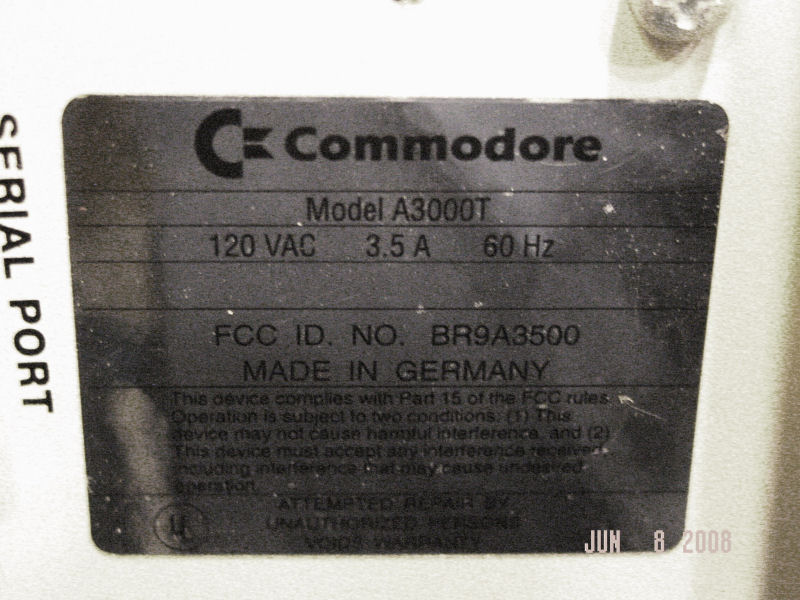 SERIAL PORT
Commodore
Model A3000T
120 VAC 3.5 A 60 Hz
FCC ID. NO. BR9A3500
MADE IN GERMANY
This device complies with Part 15 of the FCC rules
Operation is subject to two conditions: (1) This
device may not cause harmful interference, and (2)
This device must accept any interference received,
including interference that may cause undesired
operation.
ATTEMPTED REPAIR BY
UNAUTHORIZED PERSONS
VOIDS WARRANTY
JUN 8 2008